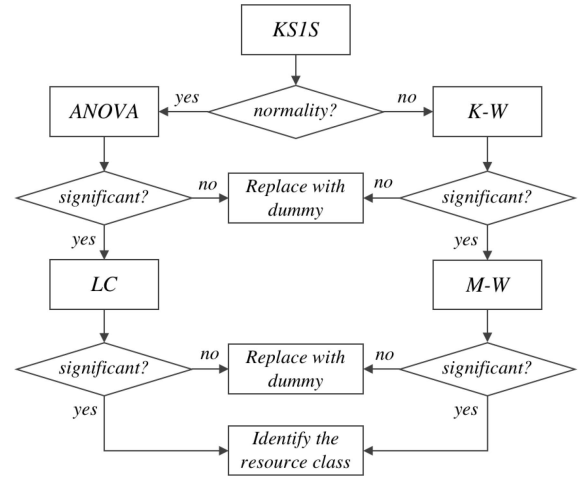 KS1S
yes
normality?
no
ANOVA
K-W
significant?
no
Replace with
dummy
no
significant?
yes
yes
LC
M-W
significant?
no
Replace with
dummy
no
significant?
yes
yes
Identify the
resource class